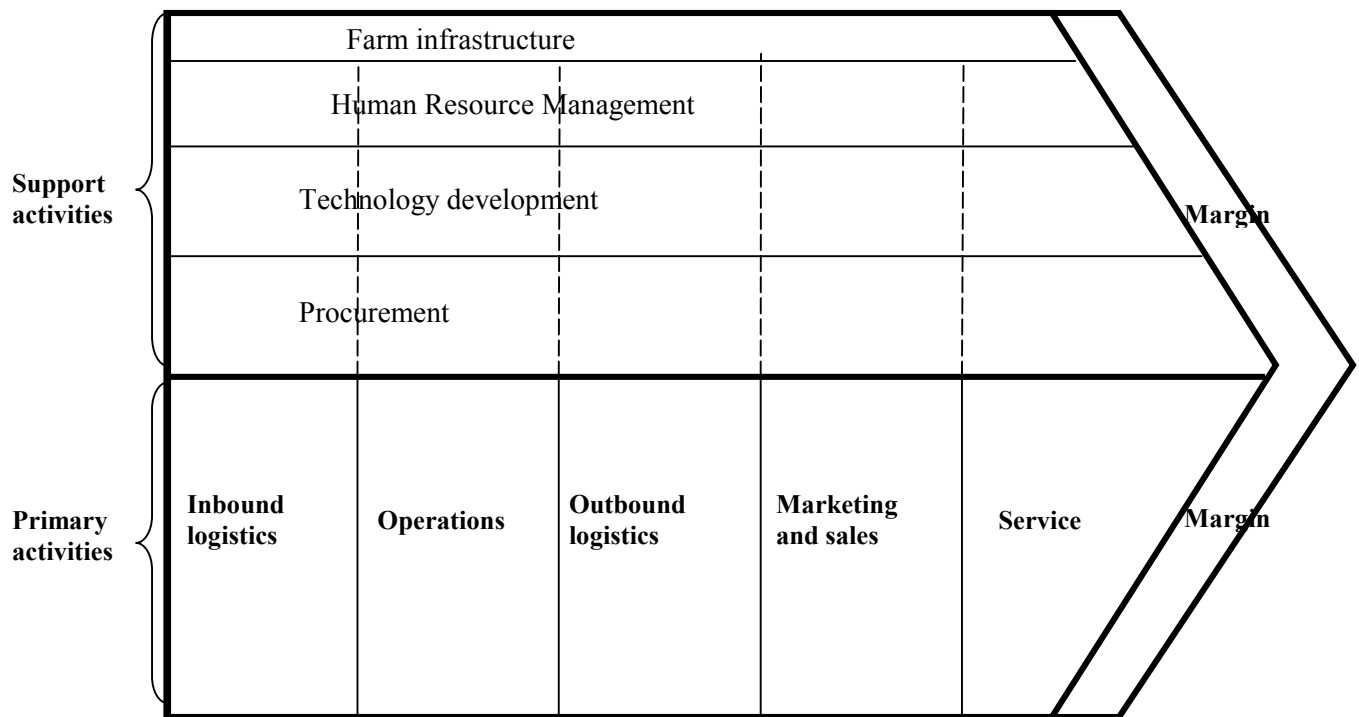 Farm infrastructure
Human Resource Management
Support
activities
Technology development
Margin
Procurement
Primary
activities
Inbound
logistics
Operations
Outbound
logistics
Marketing
and sales
Service
Margin